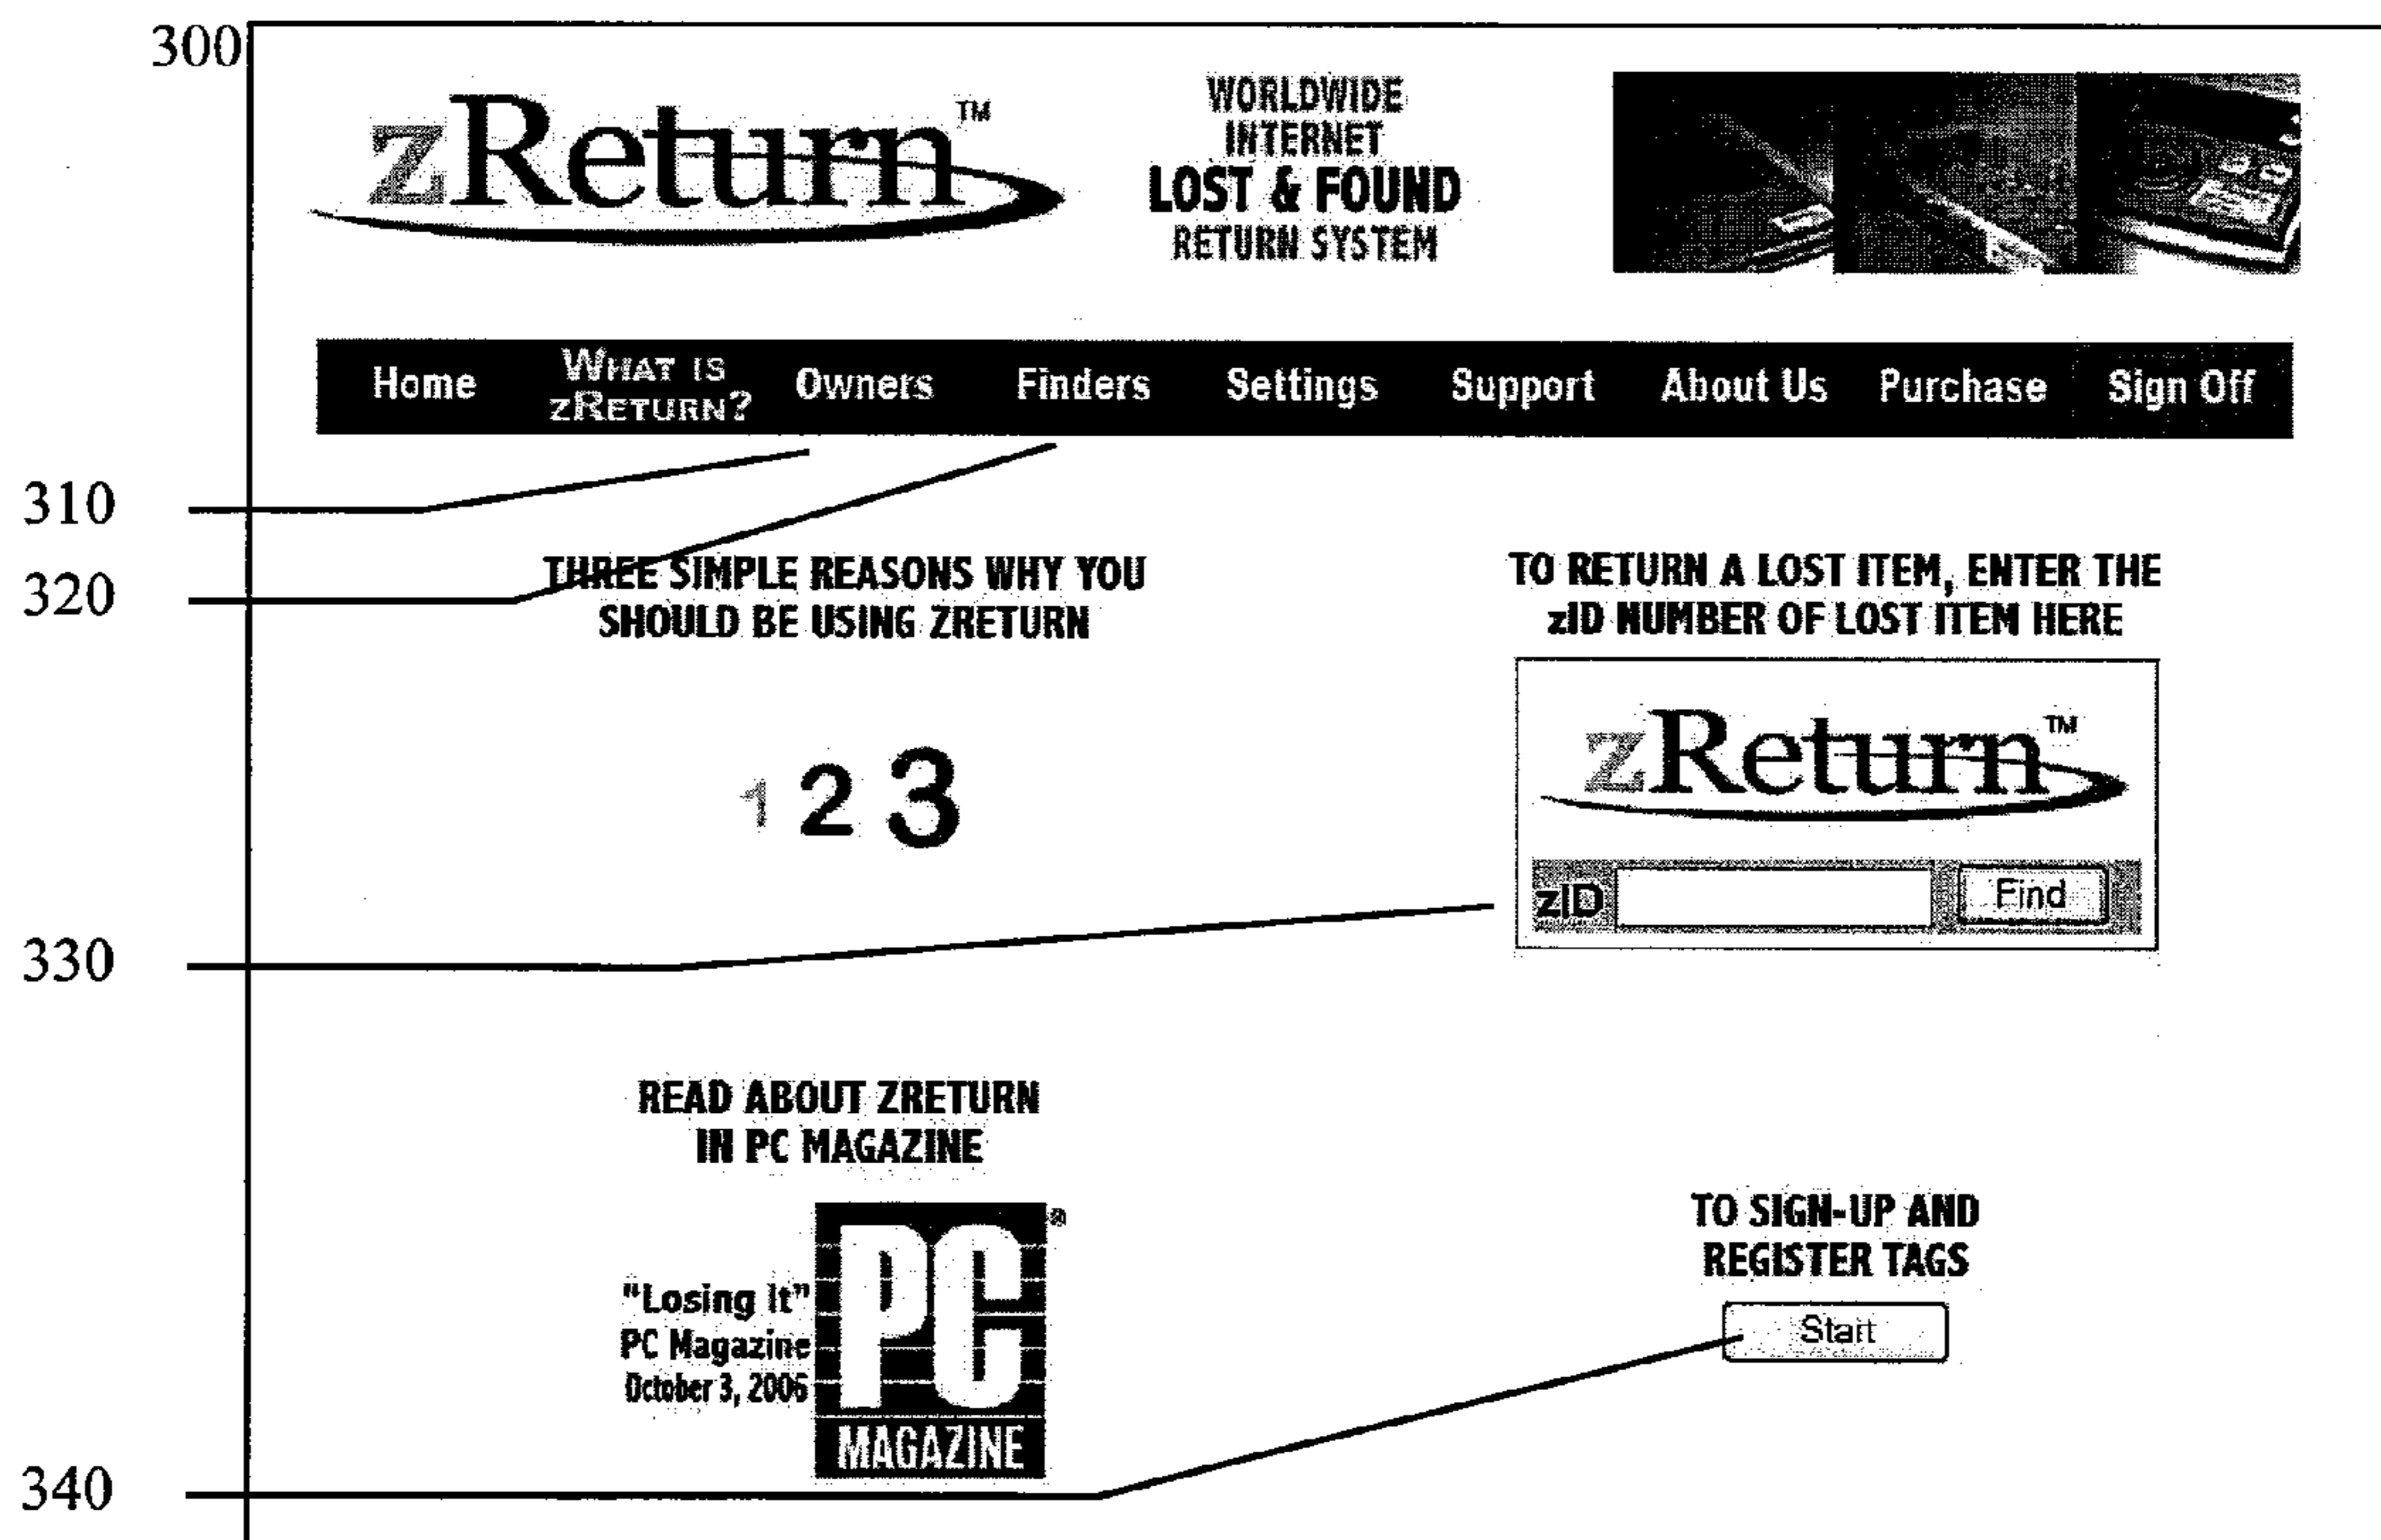 300
zReturn™
WORLDWIDE
INTERNET
LOST & FOUND
RETURN SYSTEM
Home WHAT IS zRETURN? Owners Finders Settings Support About Us Purchase Sign Off
310
320
THREE SIMPLE REASONS WHY YOU
SHOULD BE USING ZRETURN
1 2 3
TO RETURN A LOST ITEM, ENTER THE
zID NUMBER OF LOST ITEM HERE
zReturn™
zID Find
330
READ ABOUT ZRETURN
IN PC MAGAZINE
"Losing It"
PC Magazine
October 3, 2006
PC®
MAGAZINE
TO SIGN-UP AND
REGISTER TAGS
Start
340